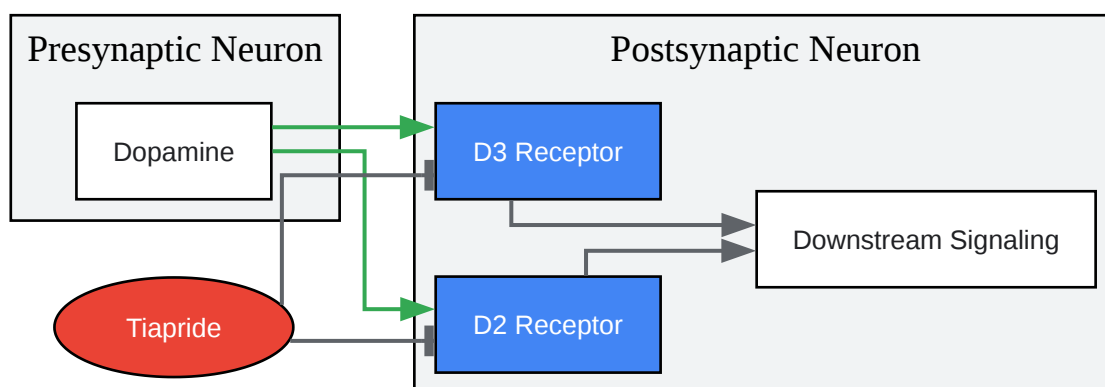 Presynaptic Neuron
Postsynaptic Neuron
Dopamine
D3 Receptor
Downstream Signaling
Tiapride
D2 Receptor